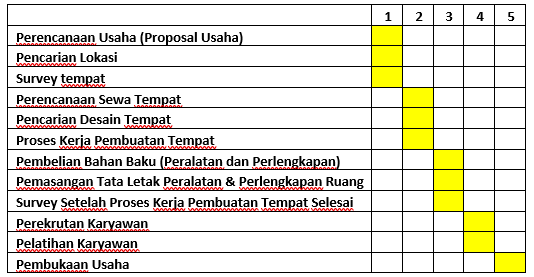 1 2 3 4 5
Perencanaan Usaha (Proposal Usaha)
Pencarian Lokasi
Survey tempat
Perencanaan Sewa Tempat
Pencarian Desain Tempat
Proses Kerja Pembuatan Tempat
Pembelian Bahan Baku (Peralatan dan Perlengkapan)
Pemasangan Tata Letak Peralatan & Perlengkapan Ruang
Survey Setelah Proses Kerja Pembuatan Tempat Selesai
Perekrutan Karyawan
Pelatihan Karyawan
Pembukaan Usaha